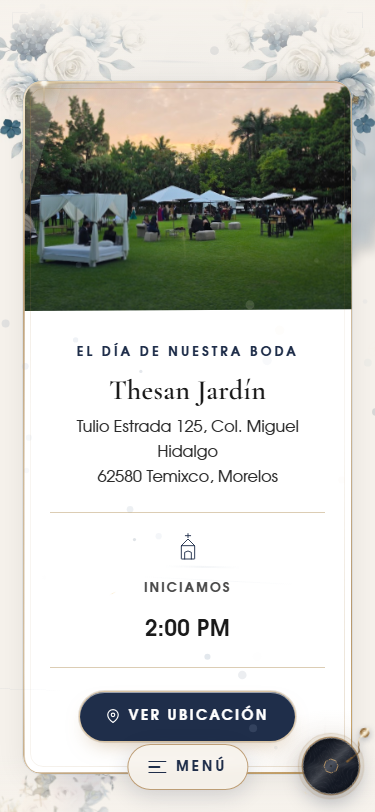 EL DÍA DE NUESTRA BODA
Thesan Jardín
Tulio Estrada 125, Col. Miguel
Hidalgo
62580 Temixco, Morelos
INICIAMOS
2:00 PM
VER UBICACIÓN
MENÚ